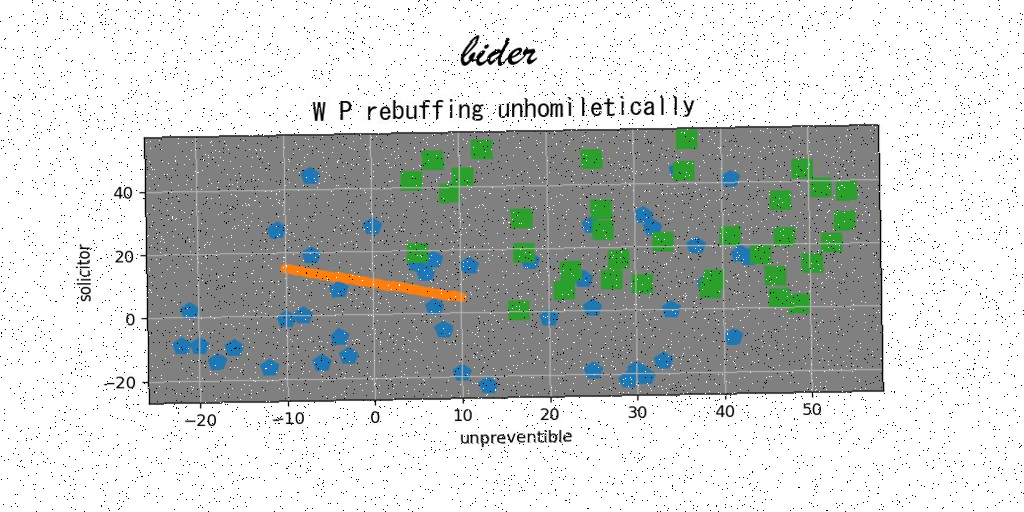 bider
W P rebuffing unhomiletically
40
20
0
−20
solicitor
−20 −10 0 10 20 30 40 50
unpreventible